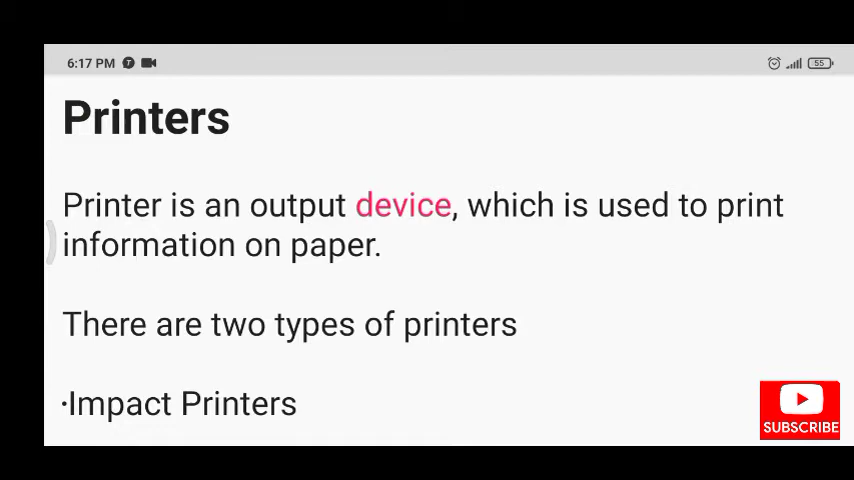 6:17 PM
55
Printers
Printer is an output device, which is used to print
information on paper.
There are two types of printers
·Impact Printers
SUBSCRIBE